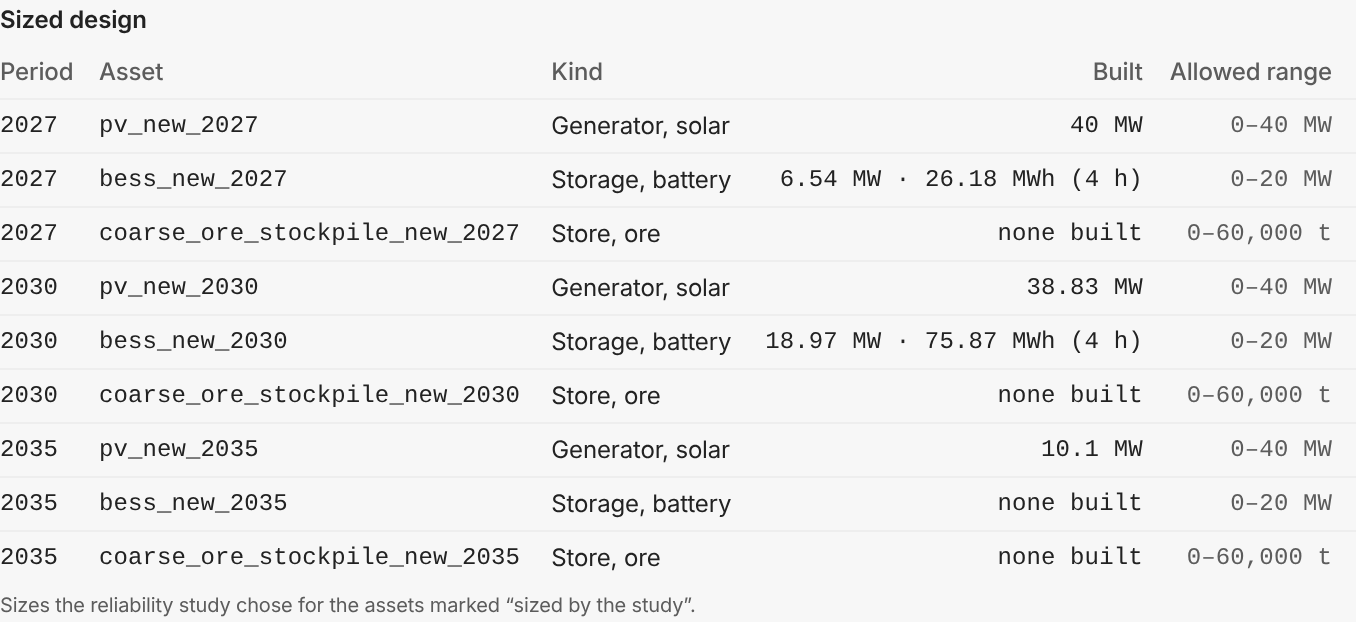 Sized design
Period Asset Kind Built Allowed range
2027 pv_new_2027 Generator, solar 40 MW 0–40 MW
2027 bess_new_2027 Storage, battery 6.54 MW · 26.18 MWh (4 h) 0–20 MW
2027 coarse_ore_stockpile_new_2027 Store, ore none built 0–60,000 t
2030 pv_new_2030 Generator, solar 38.83 MW 0–40 MW
2030 bess_new_2030 Storage, battery 18.97 MW · 75.87 MWh (4 h) 0–20 MW
2030 coarse_ore_stockpile_new_2030 Store, ore none built 0–60,000 t
2035 pv_new_2035 Generator, solar 10.1 MW 0–40 MW
2035 bess_new_2035 Storage, battery none built 0–20 MW
2035 coarse_ore_stockpile_new_2035 Store, ore none built 0–60,000 t
Sizes the reliability study chose for the assets marked “sized by the study”.